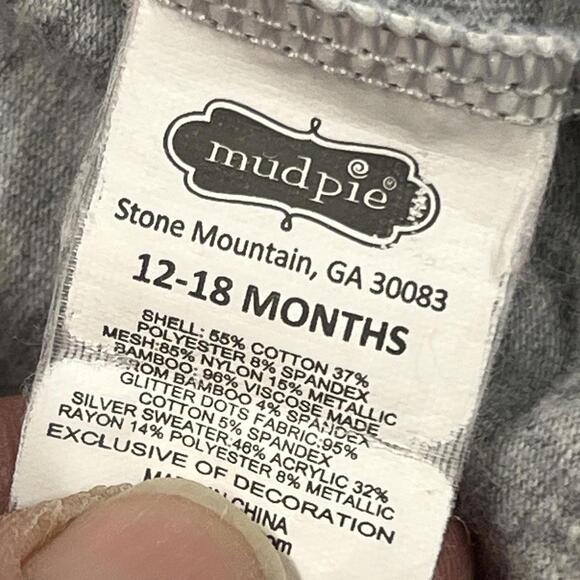 mudpie®
Stone Mountain, GA 30083
12-18 MONTHS
SHELL: 55% COTTON 37%
POLYESTER 8% SPANDEX
MESH:85% NYLON 15% METALLIC
BAMBOO: 96% VISCOSE MADE
ROM BAMBOO 4% SPANDEX
GLITTER DOTS FABRIC:95%
COTTON 5% SPANDEX
SILVER SWEATER:46% ACRYLIC 32%
RAYON 14% POLYESTER 8% METALLIC
EXCLUSIVE OF DECORATION
CHINA
om